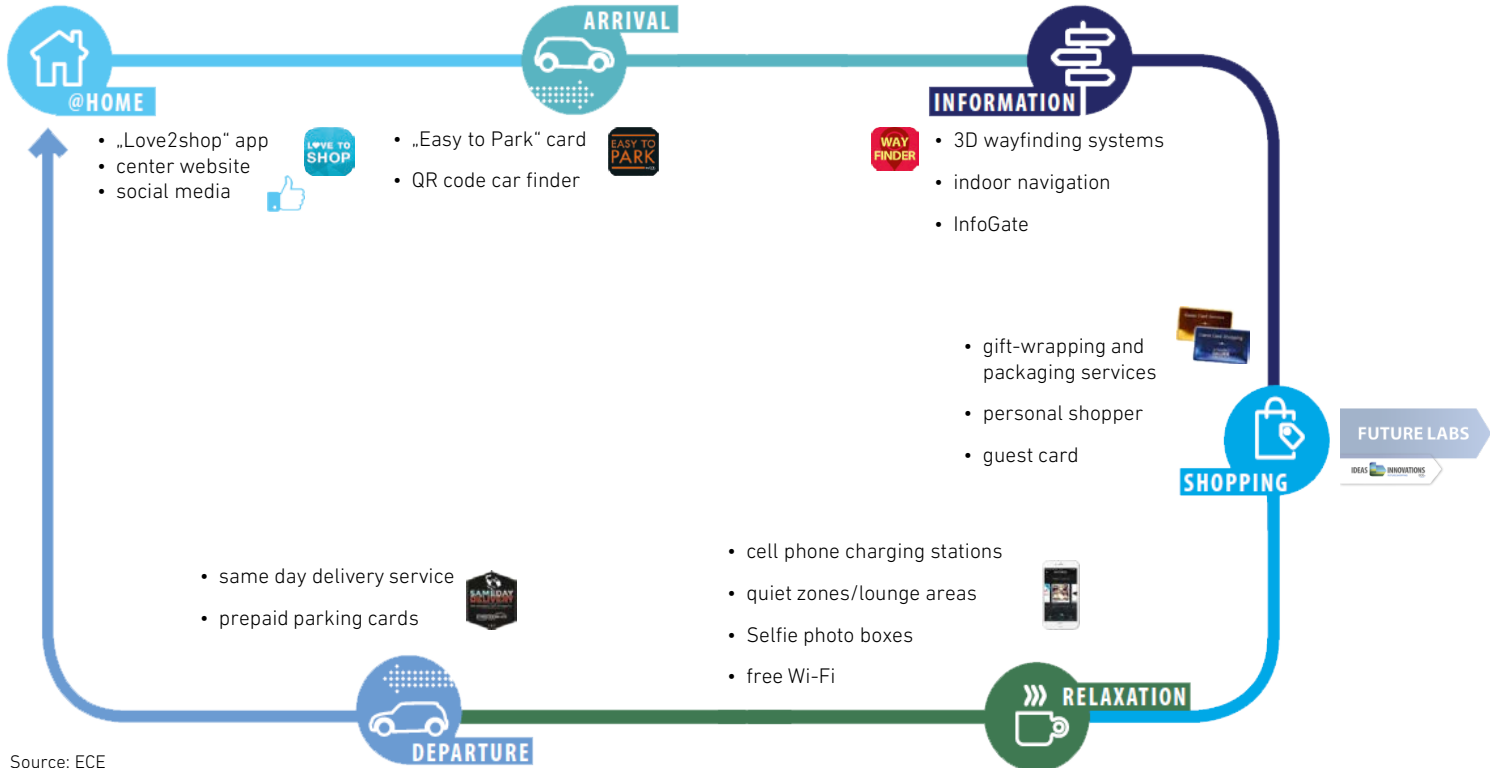 ARRIVAL
@HOME
INFORMATION
• „Love2shop“ app
• center website
• social media
LOVE TO
SHOP
• „Easy to Park“ card
• QR code car finder
EASY TO
PARK
WAY
FINDER
• 3D wayfinding systems
• indoor navigation
• InfoGate
• gift-wrapping and
packaging services
• personal shopper
• guest card
SHOPPING
FUTURE LABS
IDEAS INNOVATIONS
• same day delivery service
• prepaid parking cards
SAMEDAY
DELIVERY
• cell phone charging stations
• quiet zones/lounge areas
• Selfie photo boxes
• free Wi-Fi
RELAXATION
DEPARTURE
Source: ECE